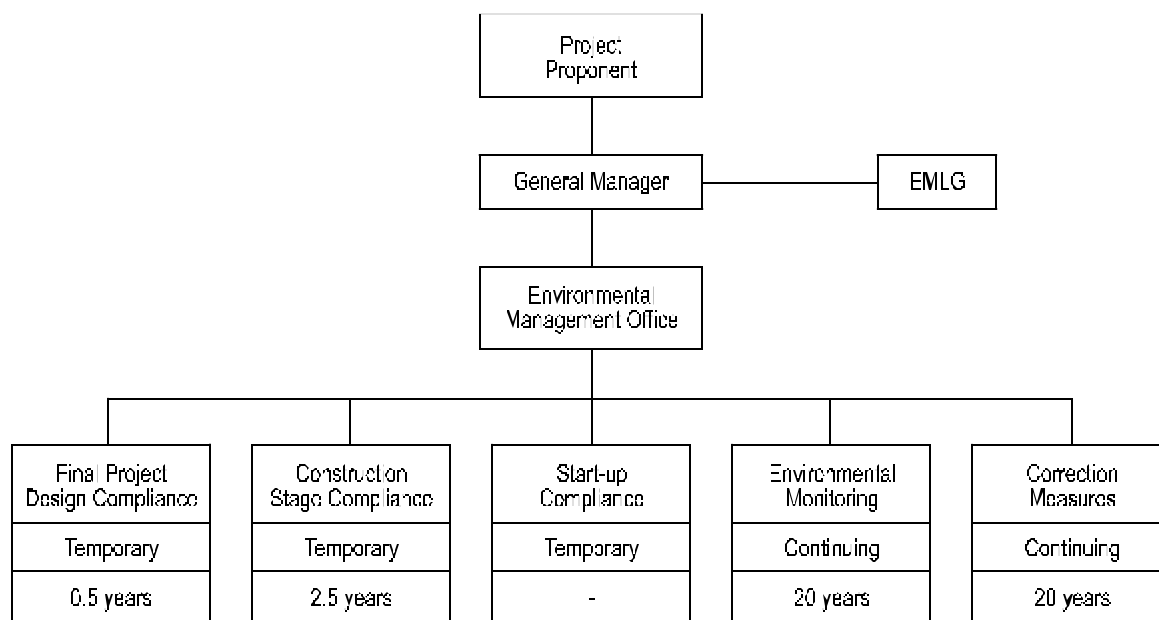 Project
Proponent
General Manager
EMLG
Environmental
Management Office
Final Project
Design Compliance
Temporary
0.5 years
Construction
Stage Compliance
Temporary
2.5 years
Start-up
Compliance
Temporary
-
Environmental
Monitoring
Continuing
20 years
Correction
Measures
Continuing
20 years